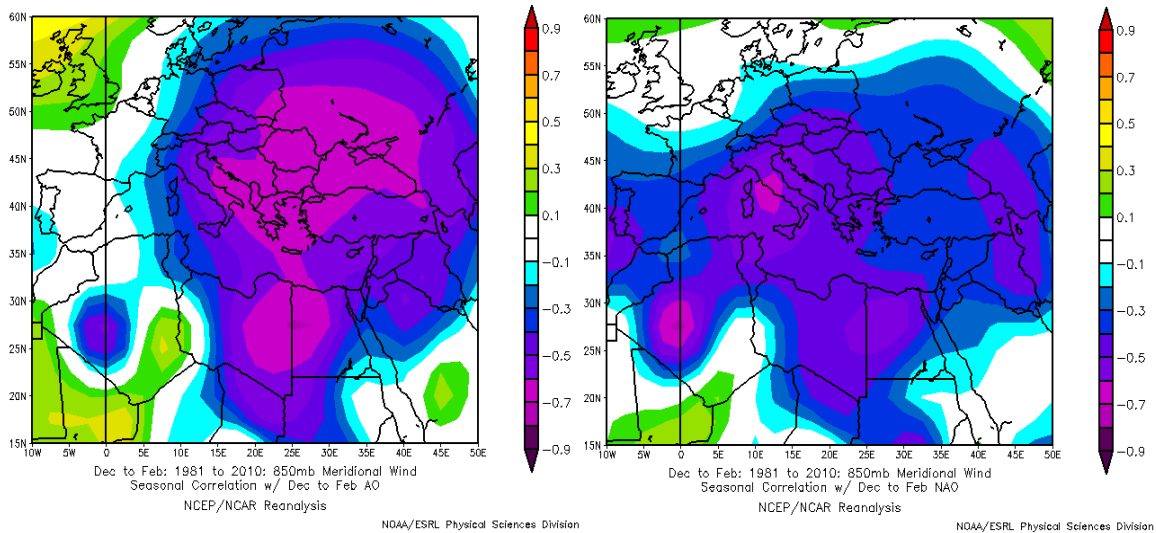 60N
55N
50N
45N
40N
35N
30N
25N
20N
15N
10W 5W 0 5E 10E 15E 20E 25E 30E 35E 40E 45E 50E
0.9
0.7
0.5
0.3
0.1
−0.1
−0.3
−0.5
−0.7
−0.9
Dec to Feb: 1981 to 2010: 850mb Meridional Wind
Seasonal Correlation w/ Dec to Feb AO
NCEP/NCAR Reanalysis
NOAA/ESRL Physical Sciences Division
60N
55N
50N
45N
40N
35N
30N
25N
20N
15N
10W 5W 0 5E 10E 15E 20E 25E 30E 35E 40E 45E 50E
0.9
0.7
0.5
0.3
0.1
−0.1
−0.3
−0.5
−0.7
−0.9
Dec to Feb: 1981 to 2010: 850mb Meridional Wind
Seasonal Correlation w/ Dec to Feb NAO
NCEP/NCAR Reanalysis
NOAA/ESRL Physical Sciences Division